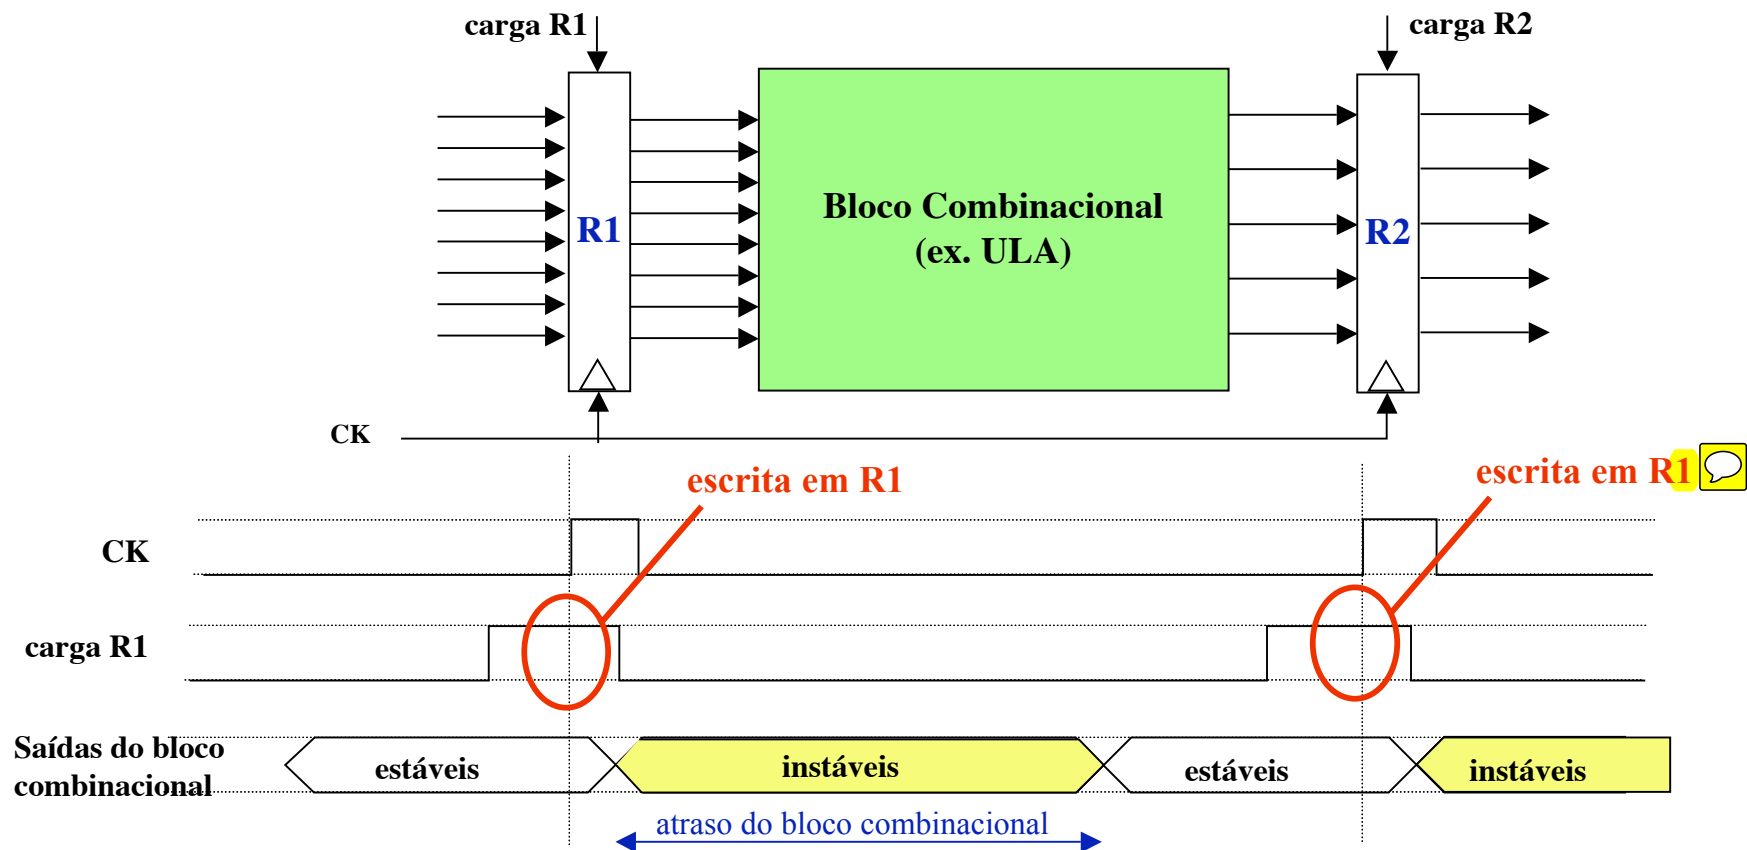 carga R1
carga R2
R1
Bloco Combinacional
(ex. ULA)
R2
CK
escrita em R1
escrita em R1
CK
carga R1
Saídas do bloco
combinacional
estáveis
instáveis
estáveis
instáveis
atraso do bloco combinacional